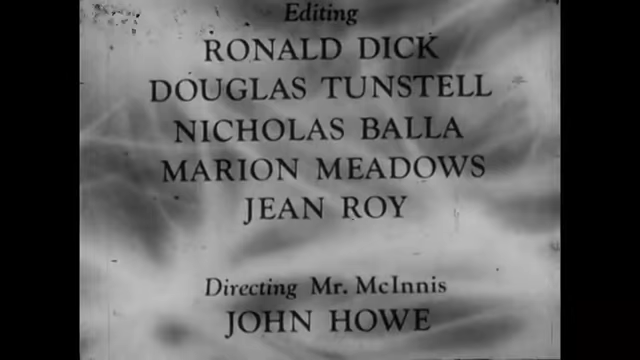 Editing
RONALD DICK
DOUGLAS TUNSTELL
NICHOLAS BALLA
MARION MEADOWS
JEAN ROY
Directing Mr. McInnis
JOHN HOWE